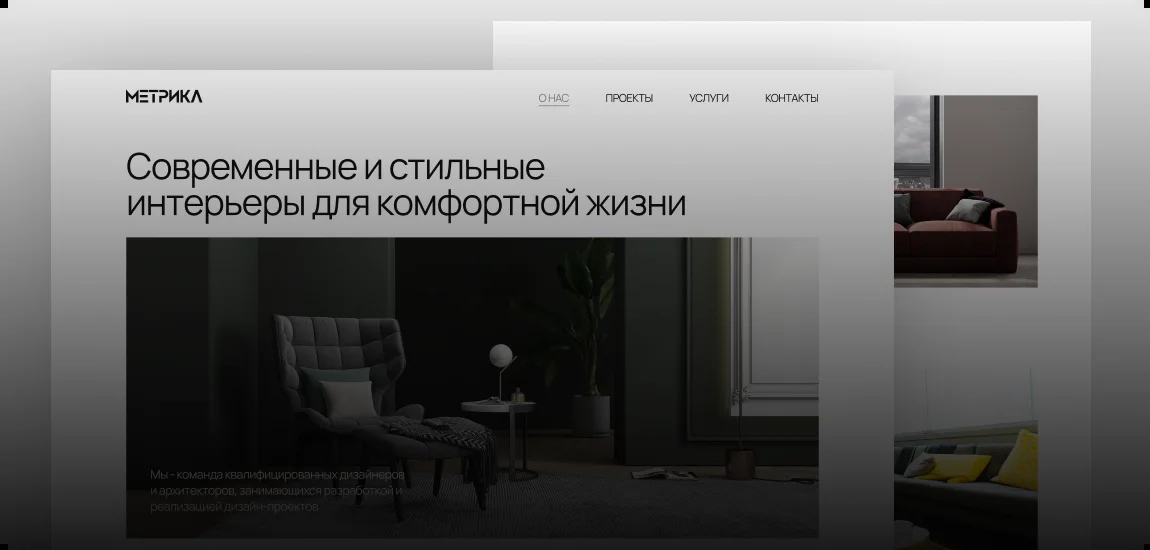 МЕТРИКА
О НАС ПРОЕКТЫ УСЛУГИ КОНТАКТЫ
Современные и стильные
интерьеры для комфортной жизни
Мы - команда квалифицированных дизайнеров
и архитекторов, занимающихся разработкой и
реализацией дизайн-проектов